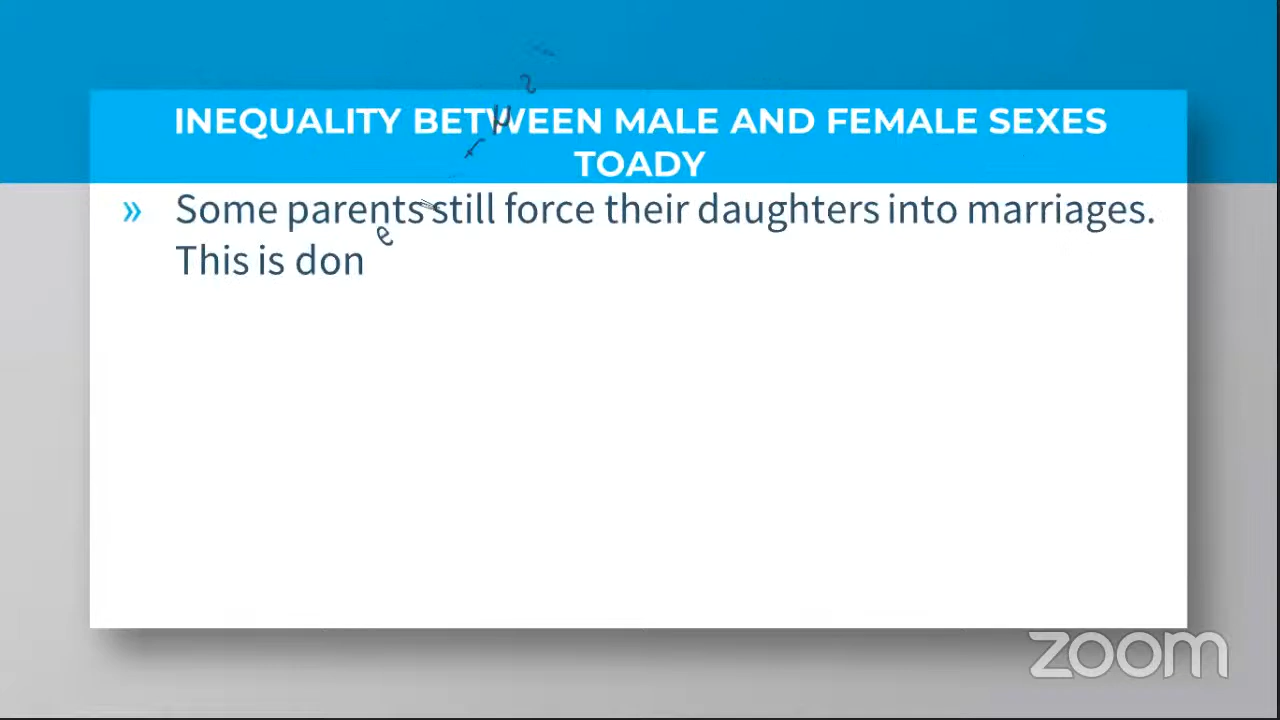 INEQUALITY BETWEEN MALE AND FEMALE SEXES
TOADY
» Some parents still force their daughters into marriages.
This is don
zoom